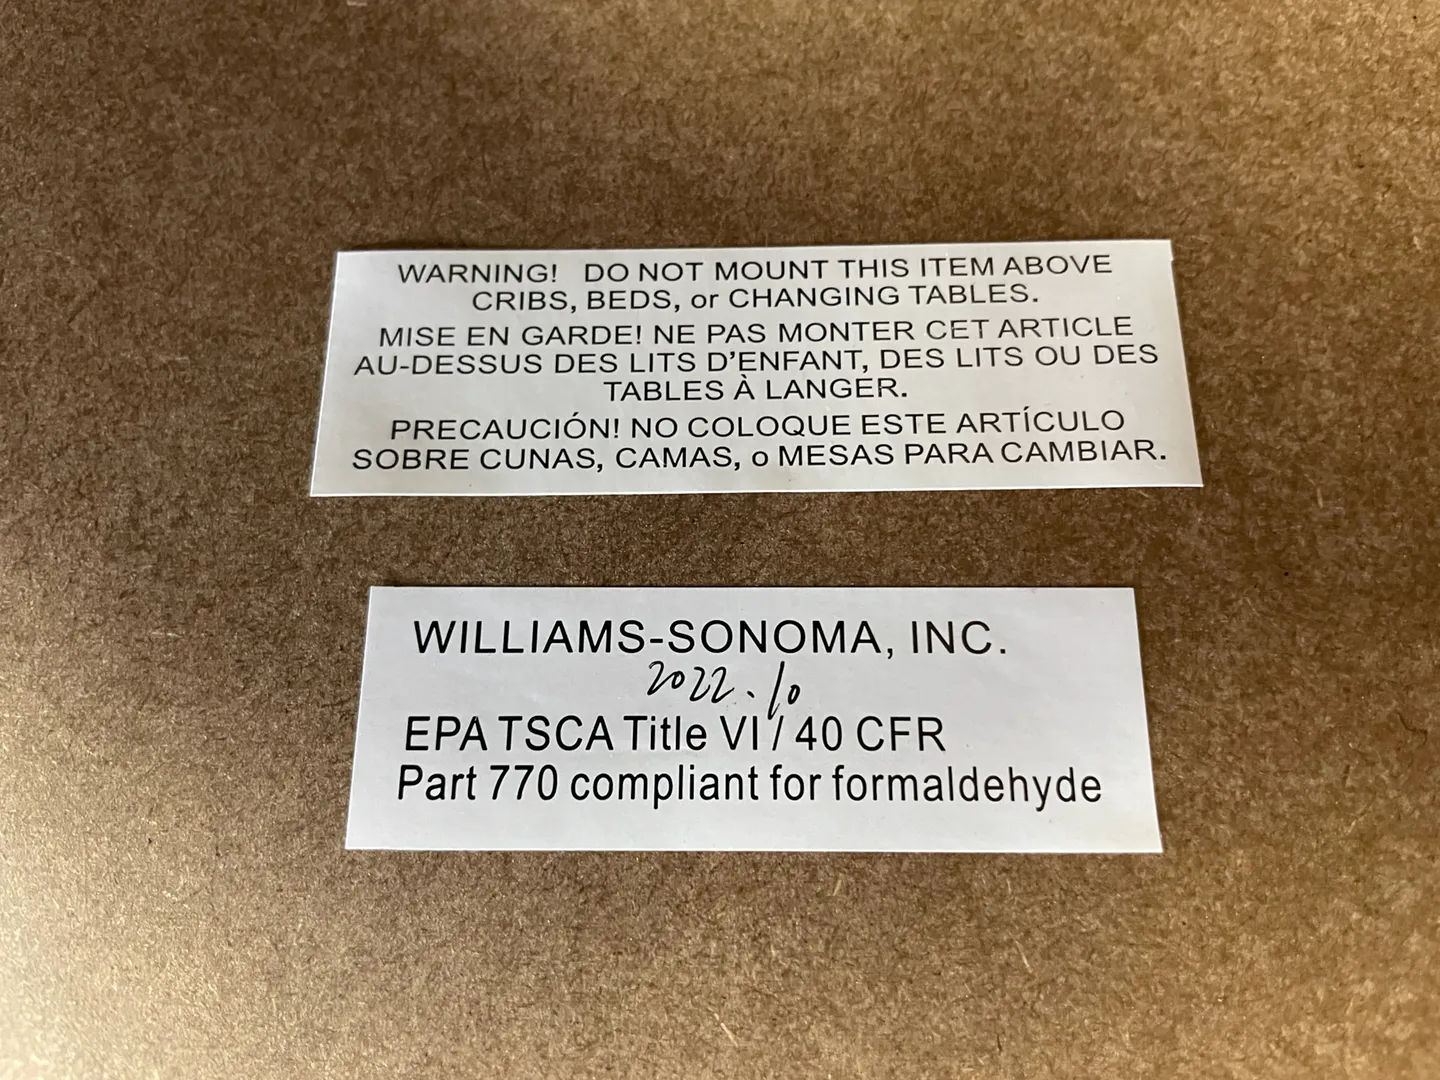 WARNING! DO NOT MOUNT THIS ITEM ABOVE
CRIBS, BEDS, or CHANGING TABLES.
MISE EN GARDE! NE PAS MONTER CET ARTICLE
AU-DESSUS DES LITS D'ENFANT, DES LITS OU DES
TABLES À LANGER.
PRECAUCIÓN! NO COLOQUE ESTE ARTÍCULO
SOBRE CUNAS, CAMAS, o MESAS PARA CAMBIAR.
WILLIAMS-SONOMA, INC.
2022.10
EPA TSCA Title VI / 40 CFR
Part 770 compliant for formaldehyde